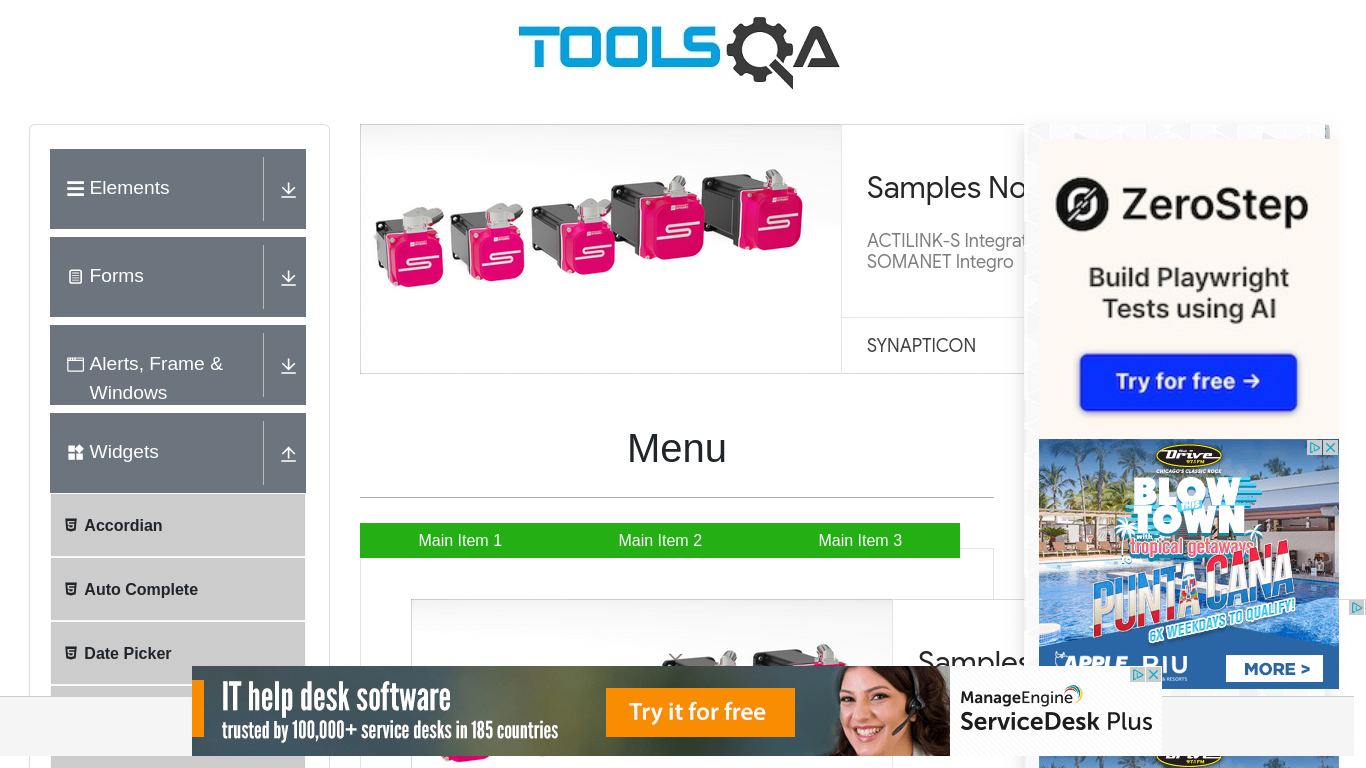 TOOLSQA
Elements
Forms
Alerts, Frame &
Windows
Widgets
Accordian
Auto Complete
Date Picker
Samples No
ACTILINK-S Integrat
SOMANET Integro
SYNAPTICON
Menu
Main Item 1
Main Item 2
Main Item 3
Samples
ZeroStep
Build Playwright
Tests using AI
Try for free →
Drive
97.1 FM
CHICAGO'S CLASSIC ROCK
BLOW
THIS
TOWN
with
tropical getaways
to
PUNTA CANA
6X WEEKDAYS TO QUALIFY!
APPLE
RIU
MORE >
IT help desk software
trusted by 100,000+ service desks in 185 countries
Try it for free
ManageEngine
ServiceDesk Plus